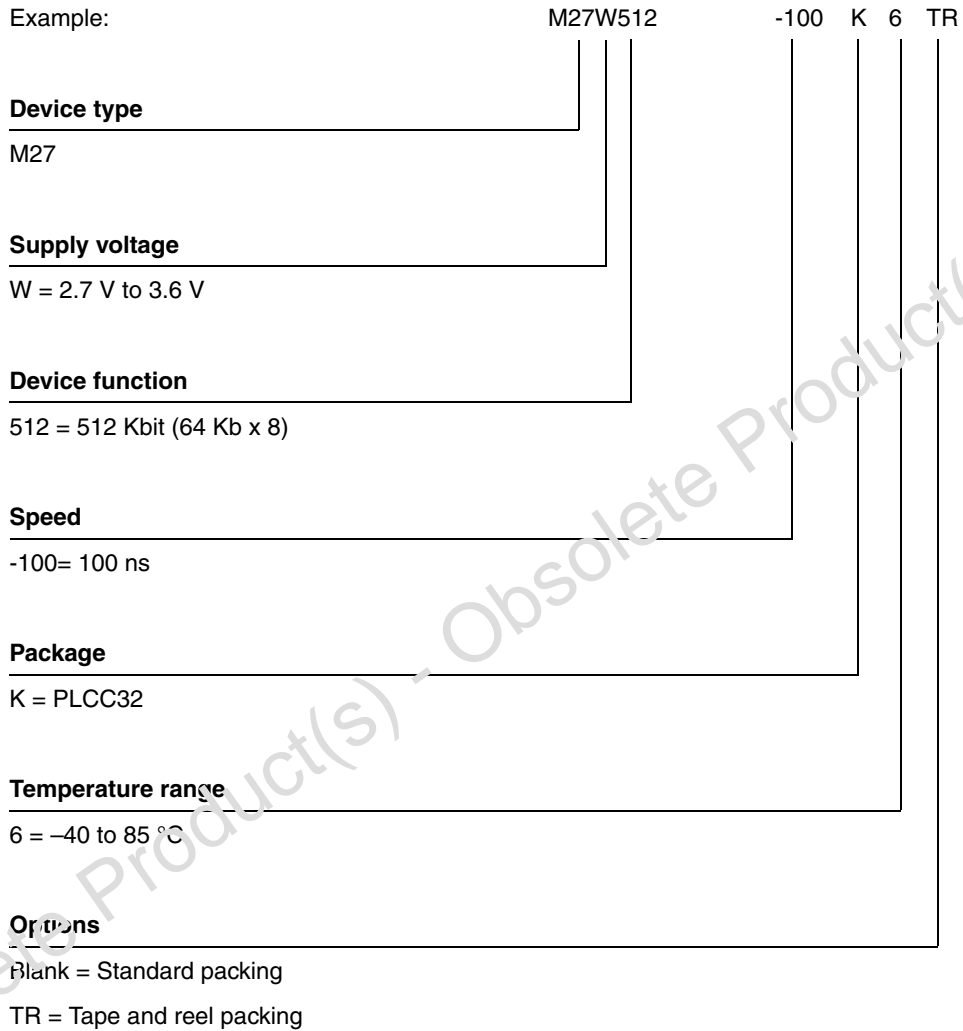 Example: M27W512 -100 K 6 TR
Device type
M27
Supply voltage
W = 2.7 V to 3.6 V
Device function
512 = 512 Kbit (64 Kb x 8)
Speed
-100= 100 ns
Package
K = PLCC32
Temperature range
6 = –40 to 85 °C
Options
Blank = Standard packing
TR = Tape and reel packing
Product(s) - Obsolete Product(